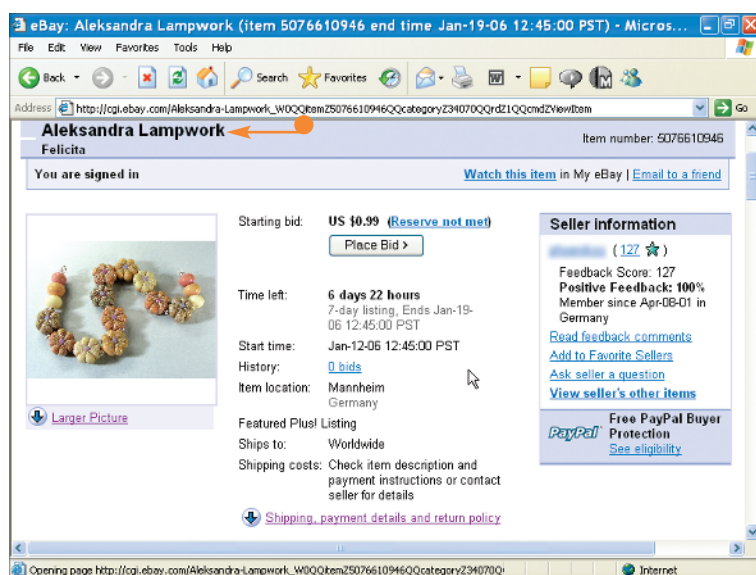 eBay: Aleksandra Lampwork (item 5076610946 end time Jan-19-06 12:45:00 PST) - Micros...
File Edit View Favorites Tools Help
Back Search Favorites
Address http://cgi.ebay.com/Aleksandra-Lampwork_W0QQitemZ5076610946QQcategoryZ34070QQrdZ1QQcmdZViewItem Go
Aleksandra Lampwork
Item number: 5076610946
Felicita
You are signed in
Watch this item in My eBay | Email to a friend
Starting bid: US $0.99 (Reserve not met)
Place Bid >
Time left: 6 days 22 hours
7-day listing, Ends Jan-19-
06 12:45:00 PST
Start time: Jan-12-06 12:45:00 PST
History: 0 bids
Item location: Mannheim
Germany
Featured Plus! Listing
Ships to: Worldwide
Shipping costs: Check item description and
payment instructions or contact
seller for details
Shipping, payment details and return policy
Larger Picture
Seller information
( 127 )
Feedback Score: 127
Positive Feedback: 100%
Member since Apr-08-01 in
Germany
Read feedback comments
Add to Favorite Sellers
Ask seller a question
View seller's other items
PayPal
Free PayPal Buyer
Protection
See eligibility
Opening page http://cgi.ebay.com/Aleksandra-Lampwork_W0QQitemZ5076610946QQcategoryZ34070Q
Internet